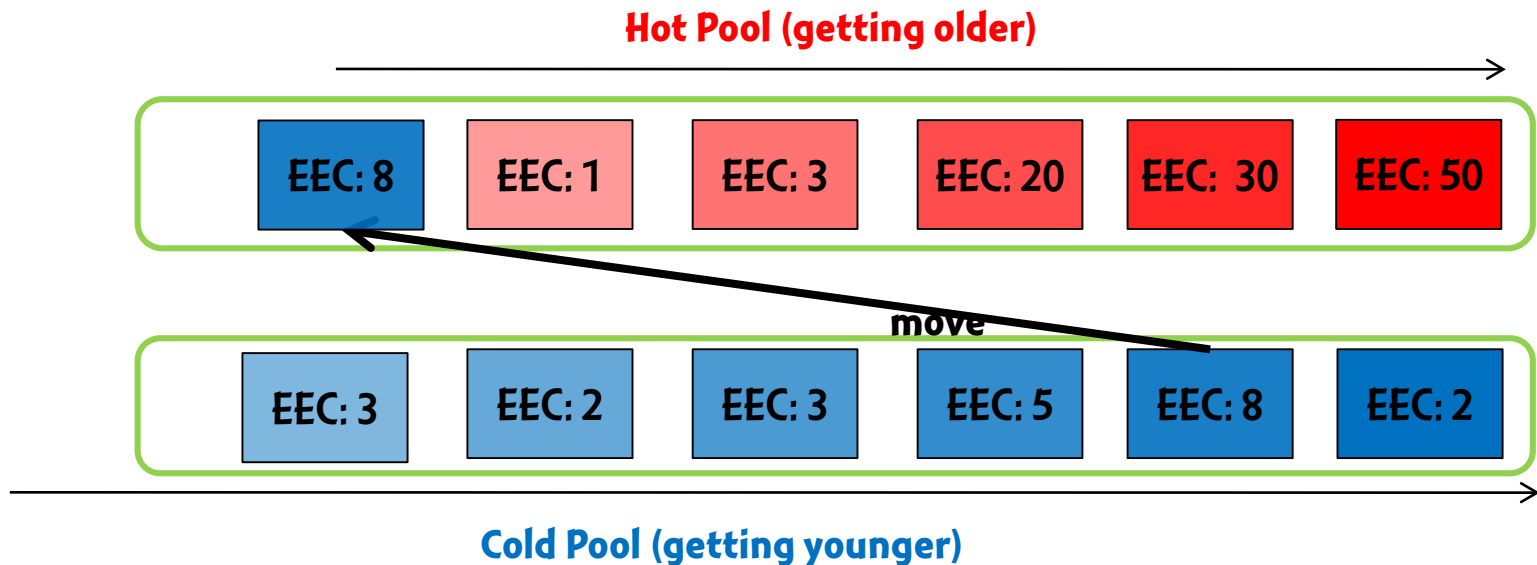 Hot Pool (getting older)
EEC: 8 EEC: 1 EEC: 3 EEC: 20 EEC: 30 EEC: 50
move
EEC: 3 EEC: 2 EEC: 3 EEC: 5 EEC: 8 EEC: 2
Cold Pool (getting younger)